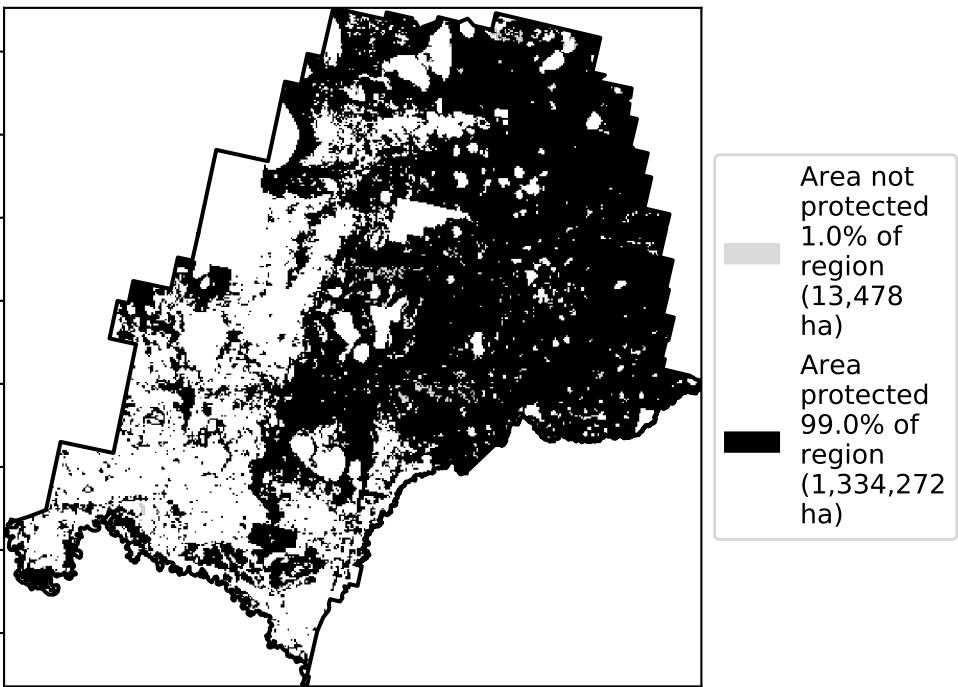 Area not
protected
1.0% of
region
(13,478
ha)
Area
protected
99.0% of
region
(1,334,272
ha)